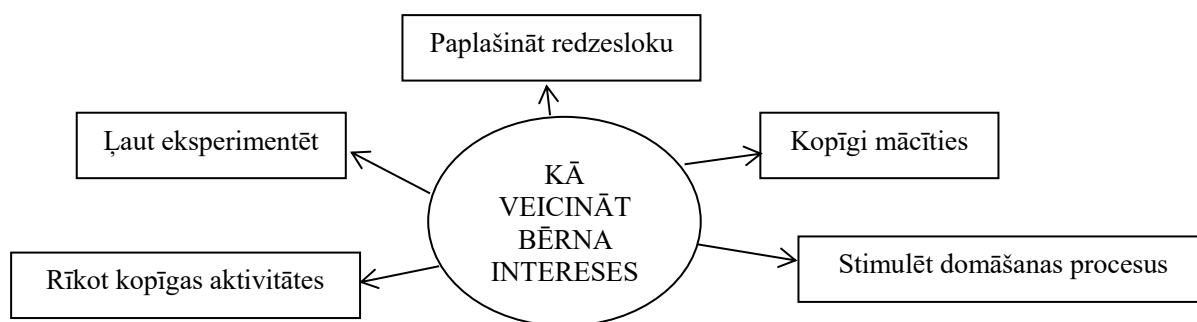 Paplašināt redzesloku
Ļaut eksperimentēt
Kopīgi mācīties
KĀ
VEICINĀT
BĒRNA
INTERESES
Rīkot kopīgas aktivitātes
Stimulēt domāšanas procesus